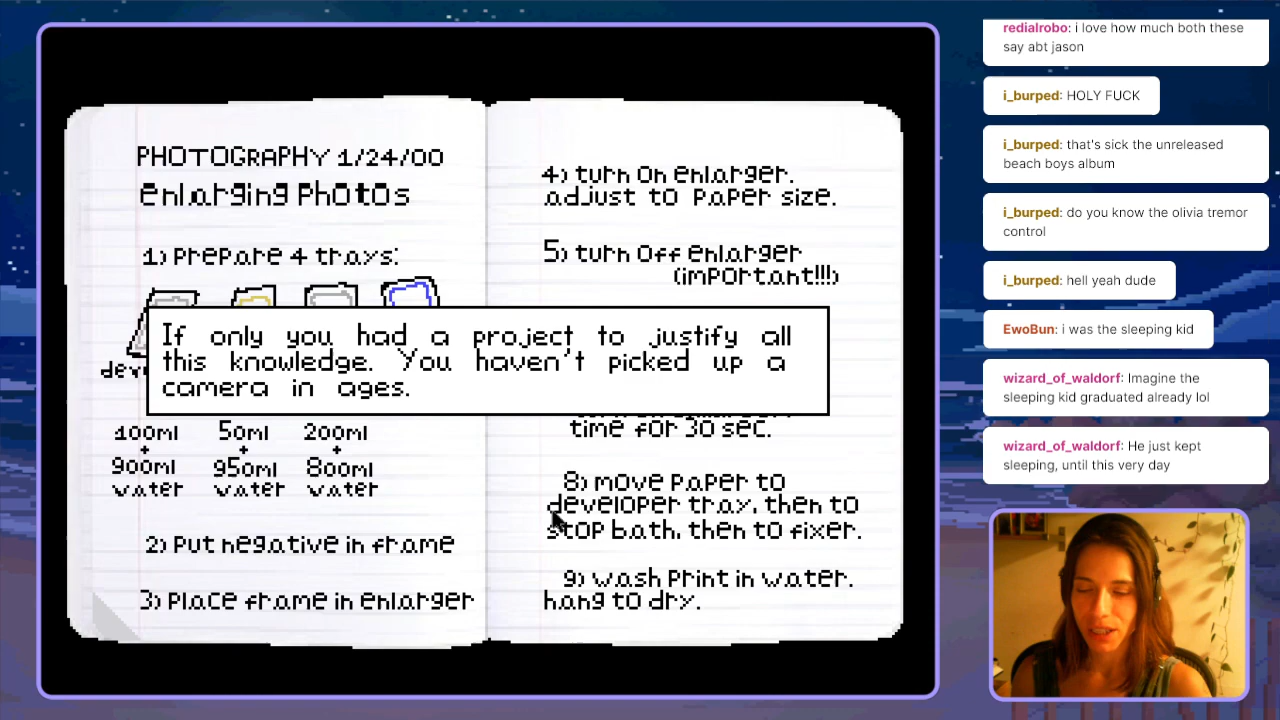 PHOTOGRAPHY 1/24/00
enlarging Photos
1) Prepare 4 trays:
100ml 50ml 200ml
+ + +
900ml 950ml 800ml
water water water
2) Put negative in frame
3) Place frame in enlarger
4) turn on enlarger.
adjust to paper size.
5) turn off enlarger
(important!!!)
If only you had a project to justify all
this knowledge. You haven't picked up a
camera in ages.
time for 30 sec.
8) move paper to
developer tray, then to
stop bath, then to fixer.
9) wash Print in water.
hang to dry.
redialrobo: i love how much both these
say abt jason
i_burped: HOLY FUCK
i_burped: that's sick the unreleased
beach boys album
i_burped: do you know the olivia tremor
control
i_burped: hell yeah dude
EwoBun: i was the sleeping kid
wizard_of_waldorf: Imagine the
sleeping kid graduated already lol
wizard_of_waldorf: He just kept
sleeping, until this very day